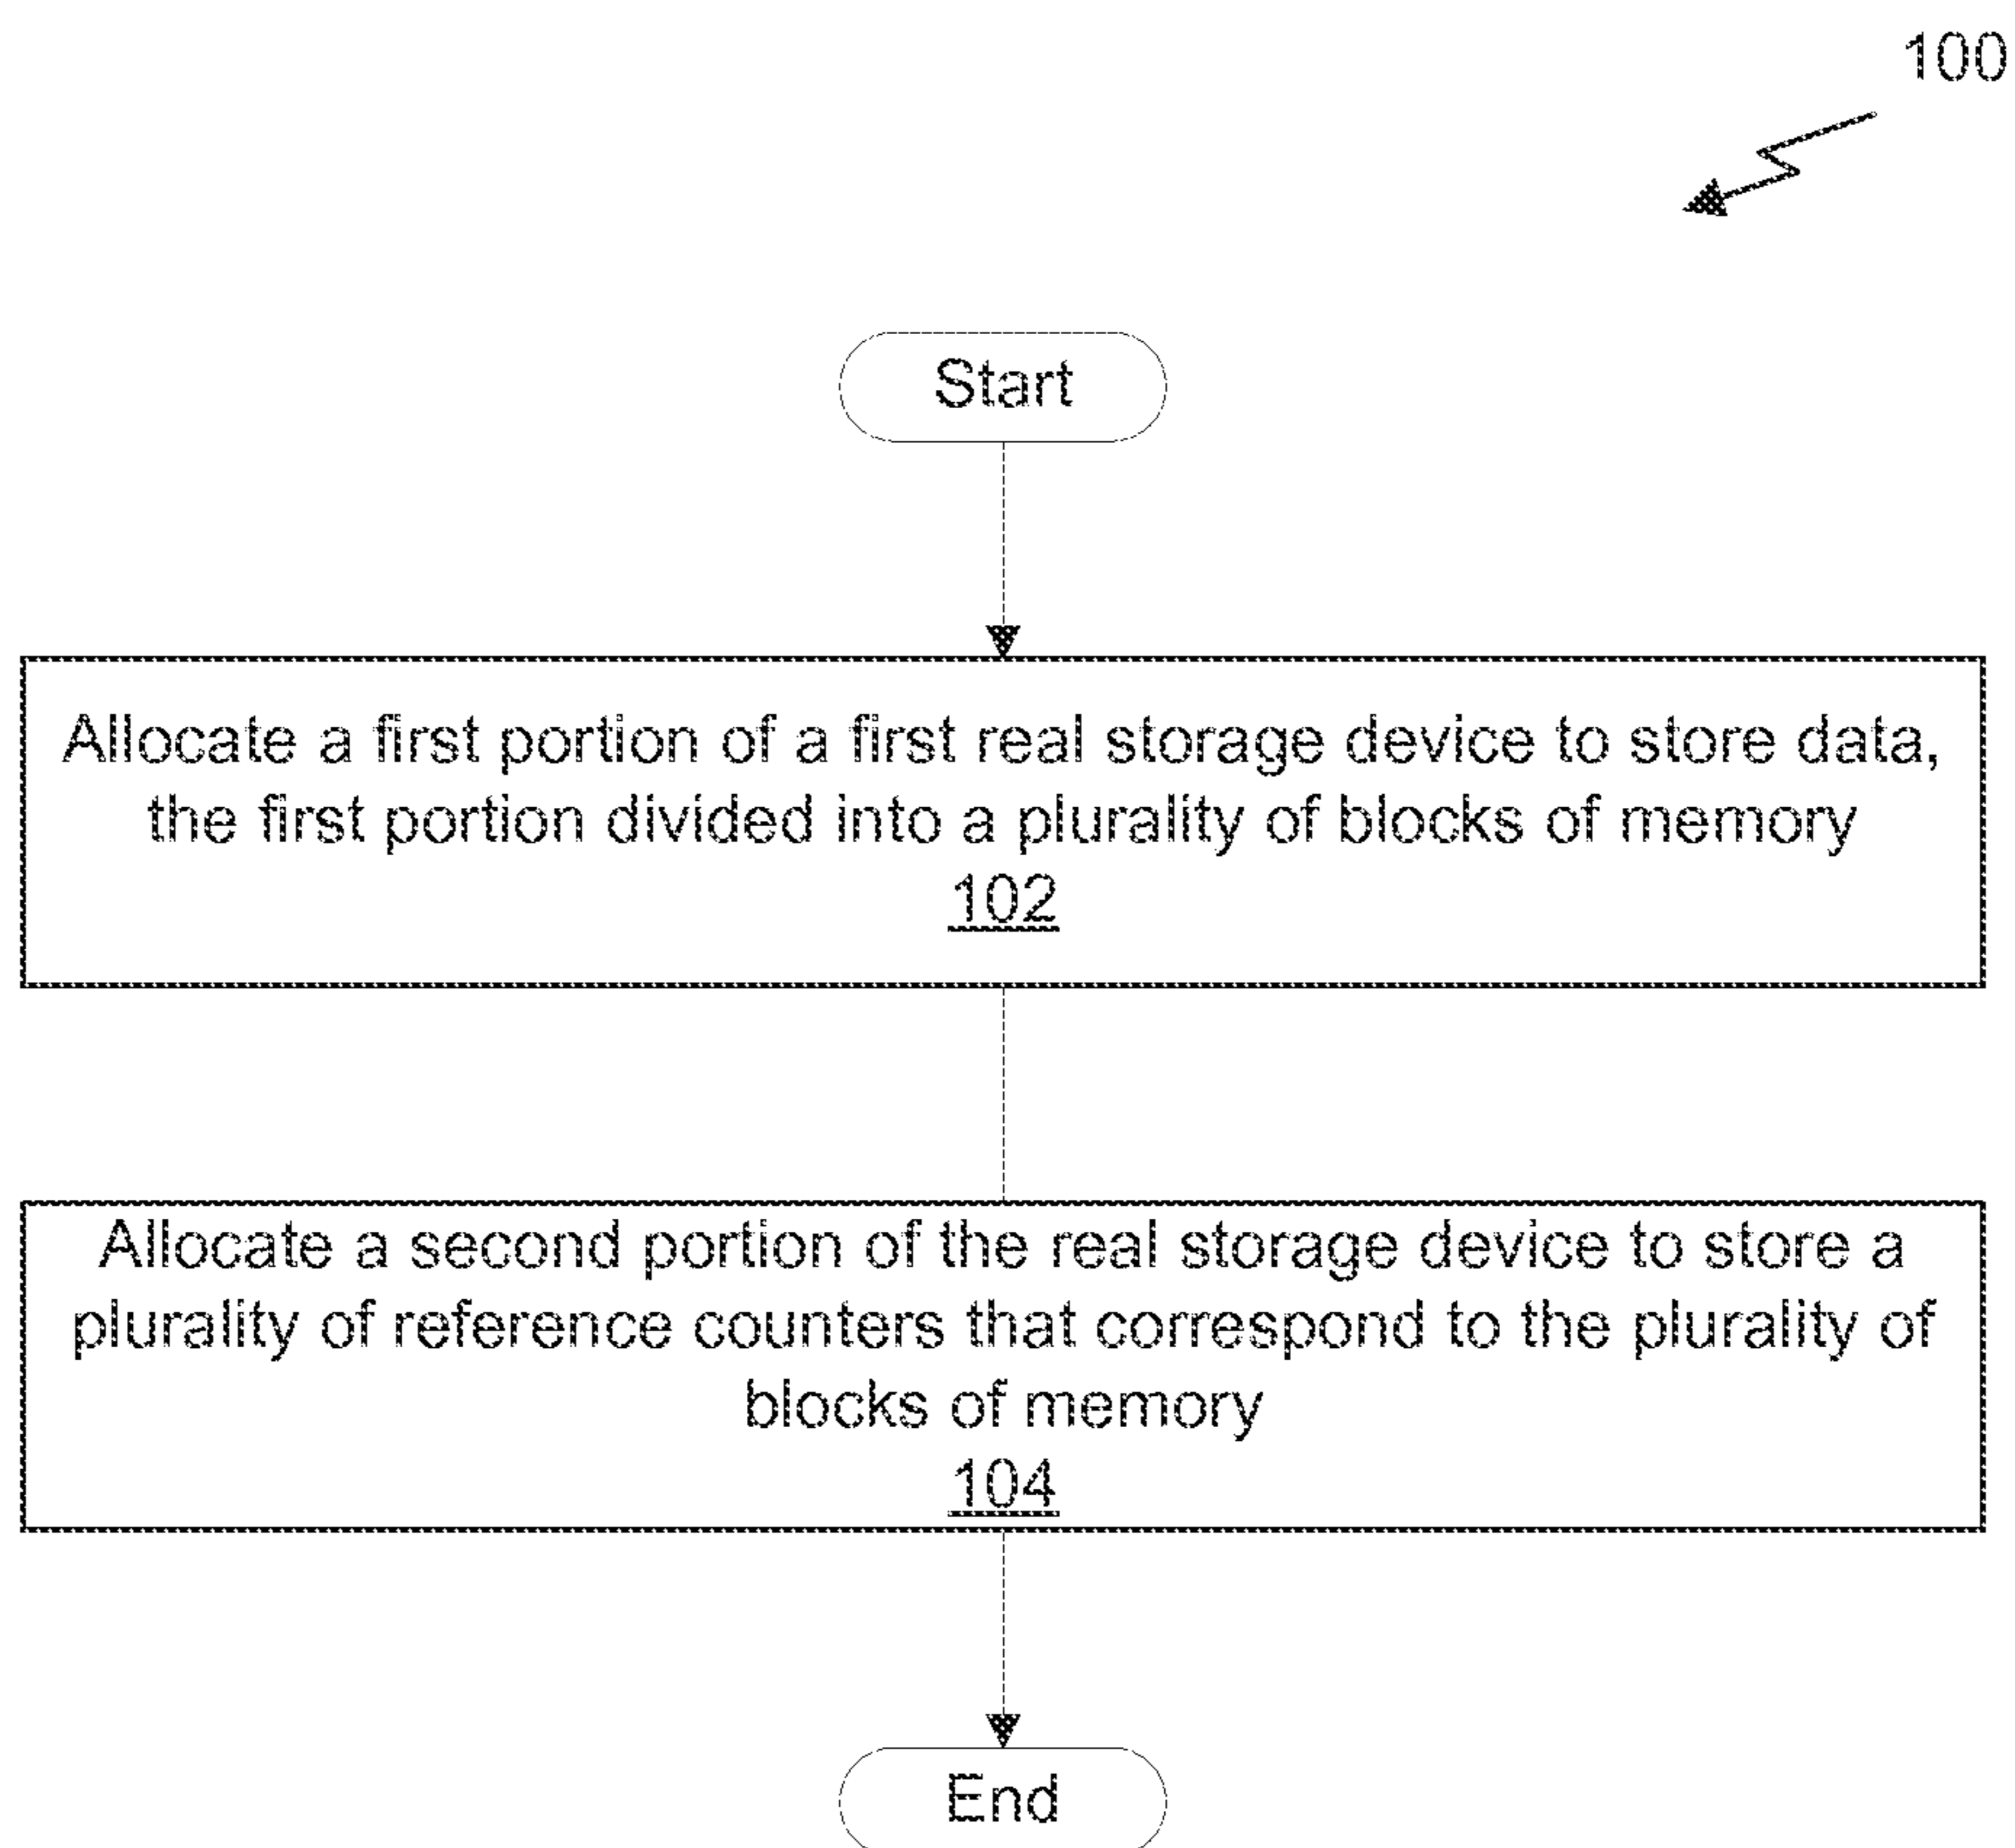 100
Start
Allocate a first portion of a first real storage device to store data,
the first portion divided into a plurality of blocks of memory
102
Allocate a second portion of the real storage device to store a
plurality of reference counters that correspond to the plurality of
blocks of memory
104
End